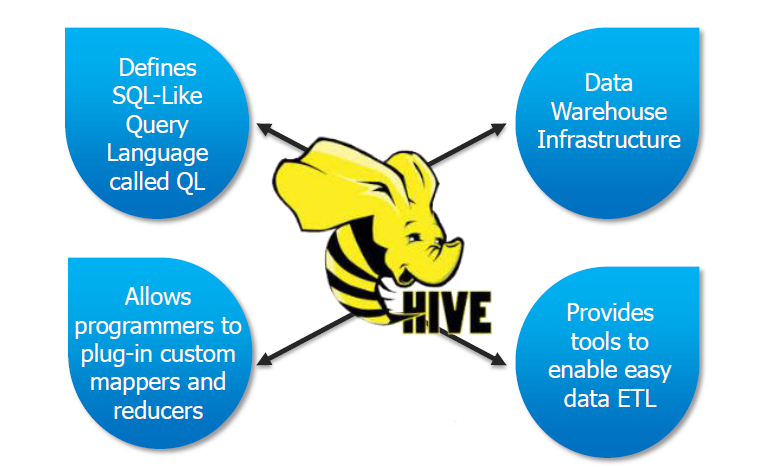 Defines
SQL-Like
Query
Language
called QL
Data
Warehouse
Infrastructure
HIVE
Allows
programmers to
plug-in custom
mappers and
reducers
Provides
tools to
enable easy
data ETL